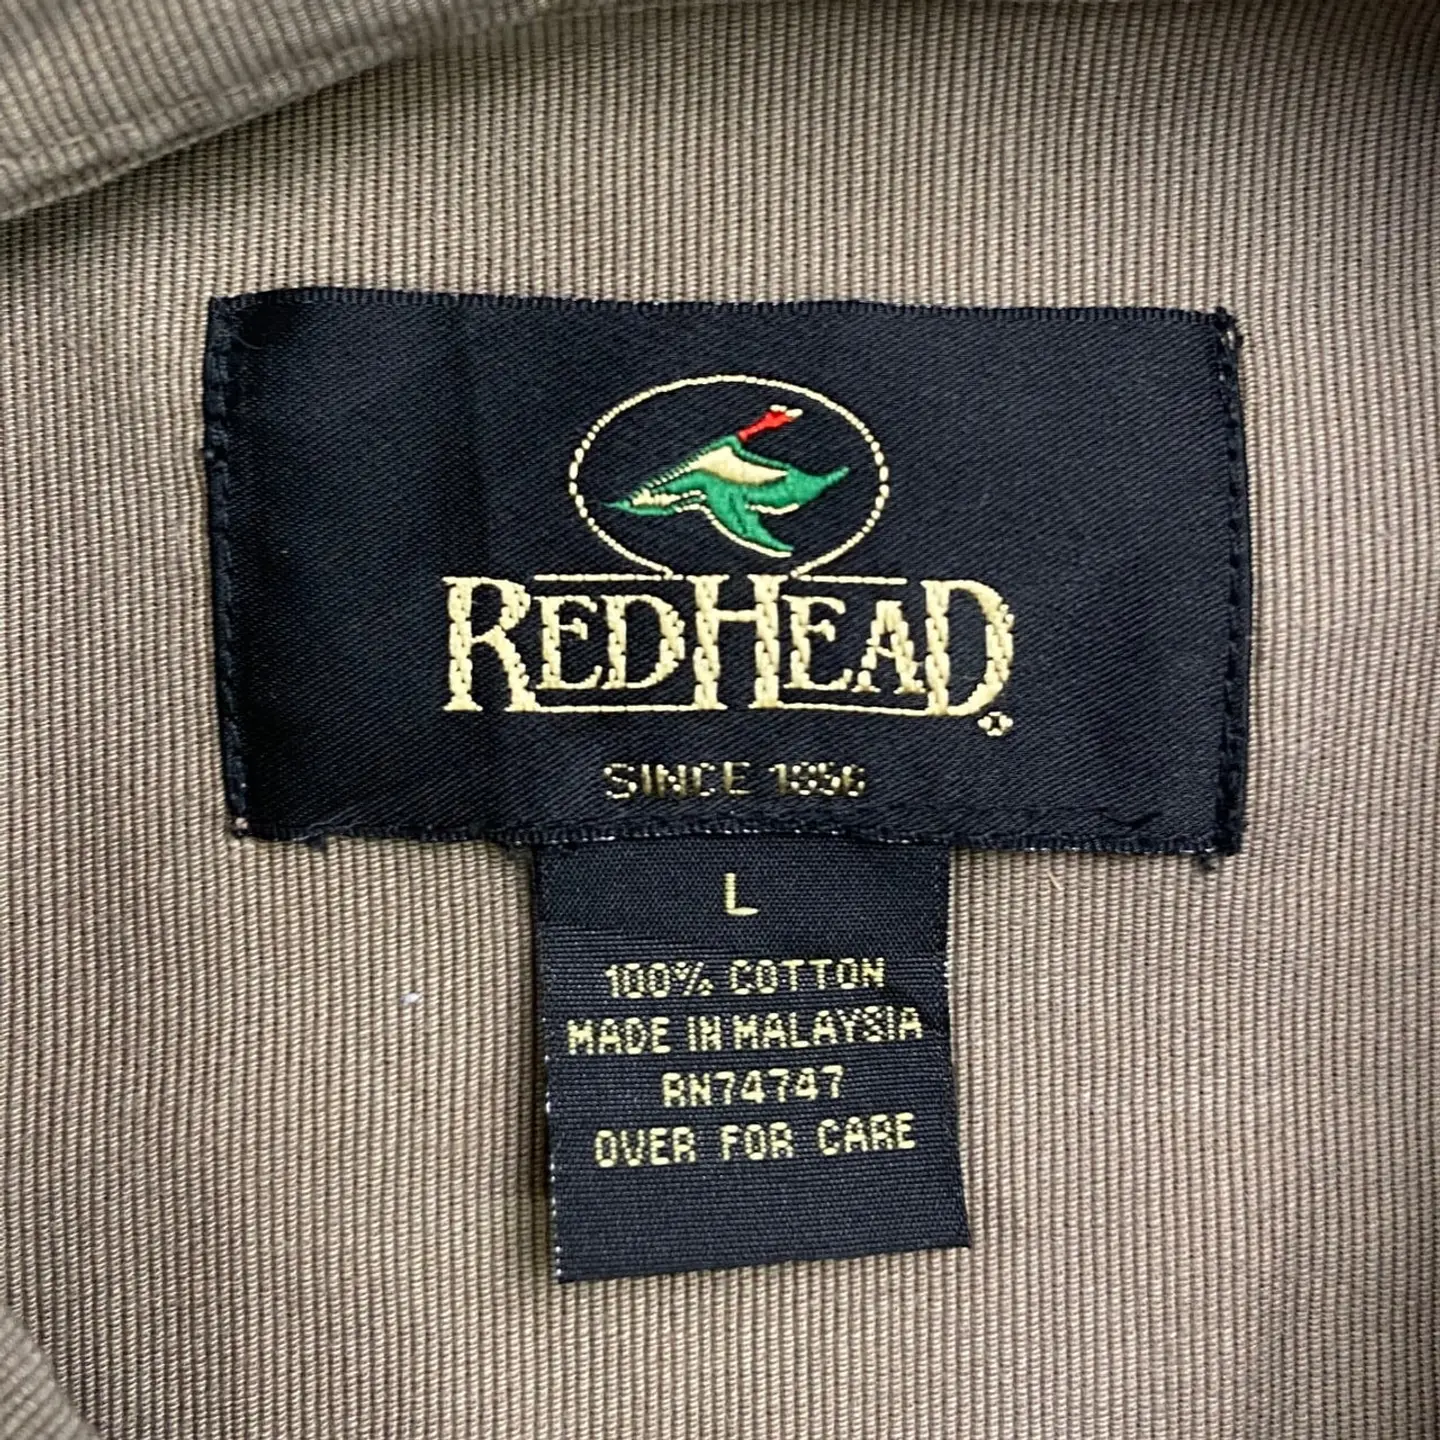 REDHEAD®
SINCE 1856
L
100% COTTON
MADE IN MALAYSIA
RN74747
OVER FOR CARE